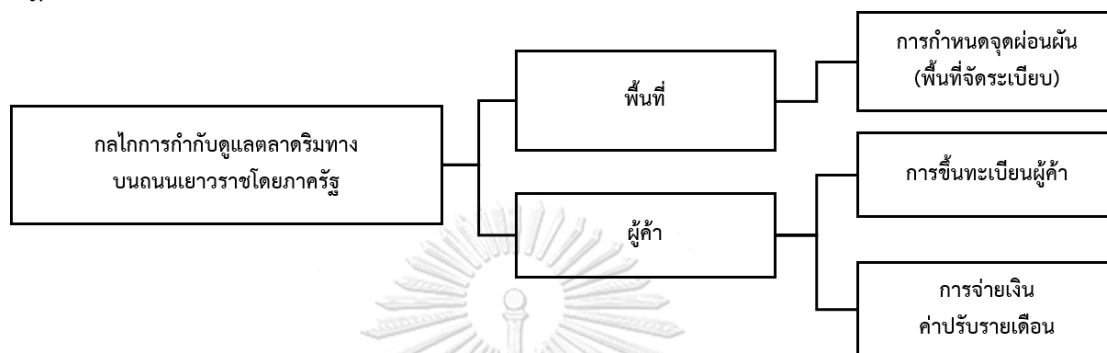 กลไกการกำกับดูแลตลาดริมทาง
บนถนนเยาวราชโดยภาครัฐ
พื้นที่
การกำหนดจุดผ่อนผัน
(พื้นที่จัดระเบียบ)
ผู้ค้า
การขึ้นทะเบียนผู้ค้า
การจ่ายเงิน
ค่าปรับรายเดือน